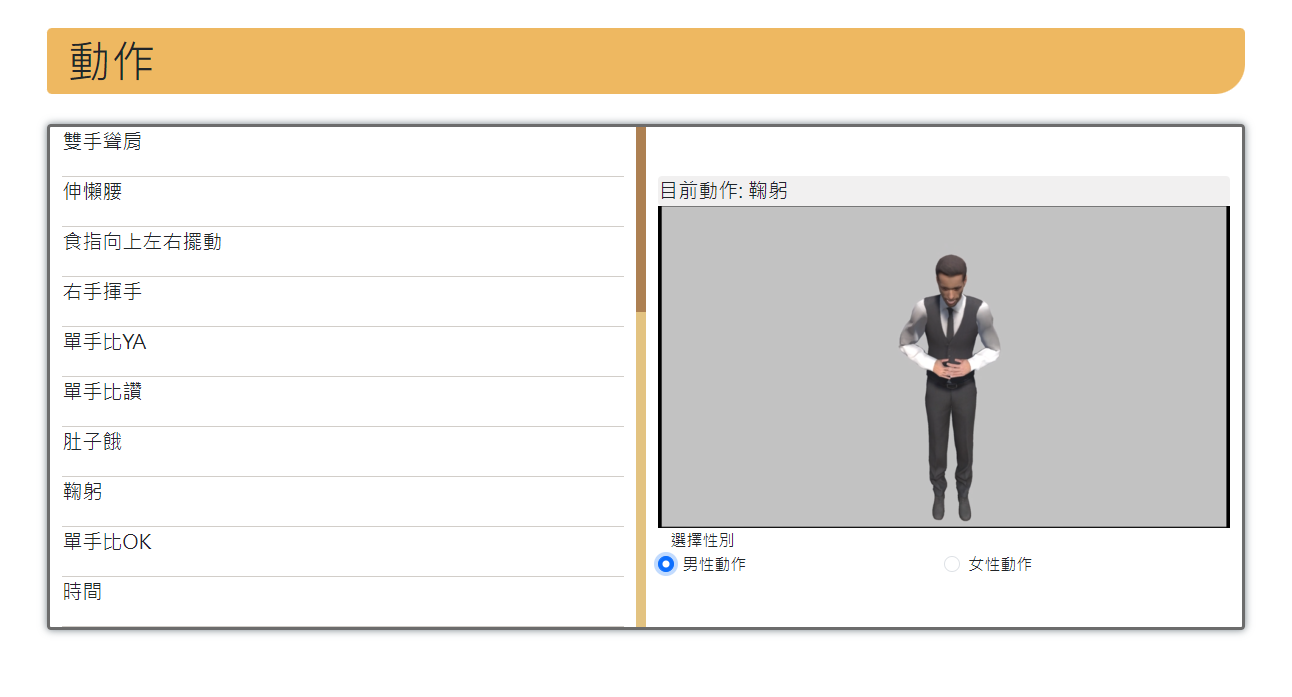 動作
雙手聳肩
伸懶腰
食指向上左右擺動
右手揮手
單手比YA
單手比讚
肚子餓
鞠躬
單手比OK
時間
目前動作: 鞠躬
選擇性別
男性動作
女性動作